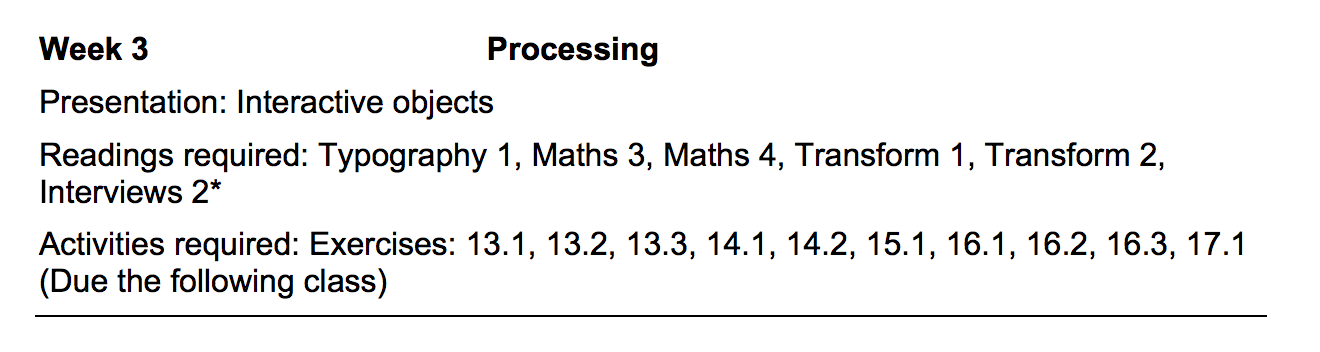 Week 3 Processing
Presentation: Interactive objects
Readings required: Typography 1, Maths 3, Maths 4, Transform 1, Transform 2,
Interviews 2*
Activities required: Exercises: 13.1, 13.2, 13.3, 14.1, 14.2, 15.1, 16.1, 16.2, 16.3, 17.1
(Due the following class)